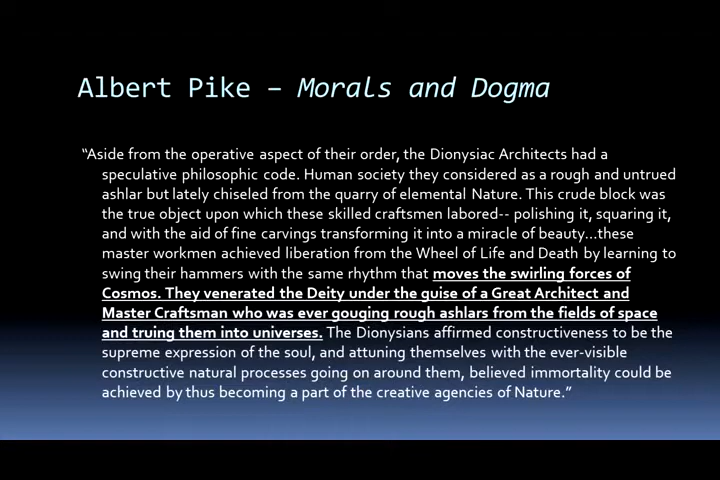 Albert Pike – Morals and Dogma
“Aside from the operative aspect of their order, the Dionysiac Architects had a
speculative philosophic code. Human society they considered as a rough and untrued
ashlar but lately chiseled from the quarry of elemental Nature. This crude block was
the true object upon which these skilled craftsmen labored-- polishing it, squaring it,
and with the aid of fine carvings transforming it into a miracle of beauty…these
master workmen achieved liberation from the Wheel of Life and Death by learning to
swing their hammers with the same rhythm that moves the swirling forces of
Cosmos. They venerated the Deity under the guise of a Great Architect and
Master Craftsman who was ever gouging rough ashlars from the fields of space
and truing them into universes. The Dionysians affirmed constructiveness to be the
supreme expression of the soul, and attuning themselves with the ever-visible
constructive natural processes going on around them, believed immortality could be
achieved by thus becoming a part of the creative agencies of Nature.”